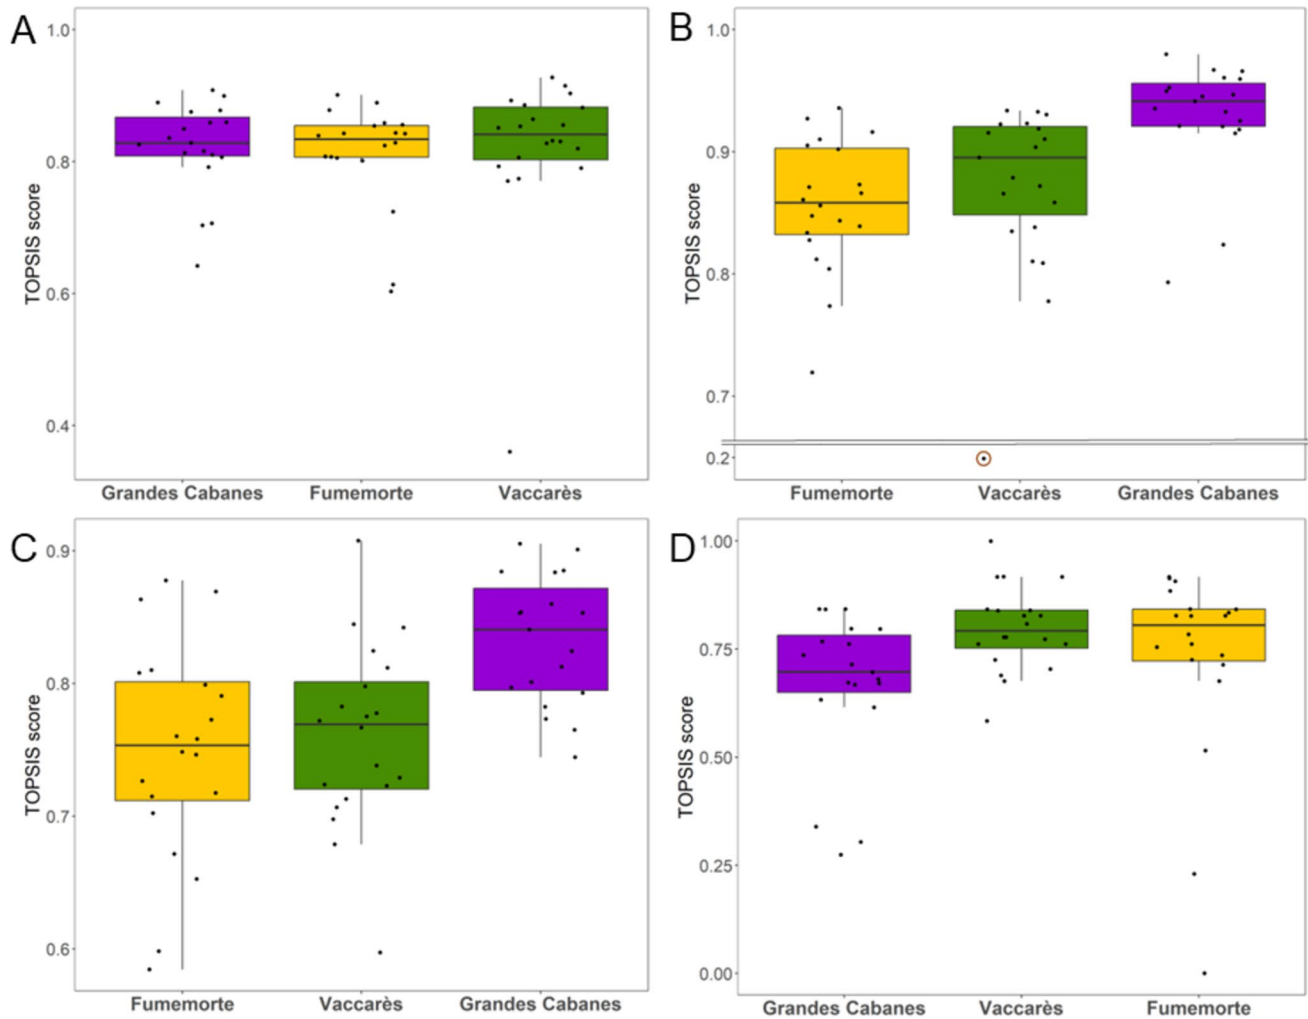 A
1.0
0.8
0.6
0.4
TOPSIS score
Grandes Cabanes Fumemorte Vaccarès
B
1.0
0.9
0.8
0.7
0.2
TOPSIS score
Fumemorte Vaccarès Grandes Cabanes
C
0.9
0.8
0.7
0.6
TOPSIS score
Fumemorte Vaccarès Grandes Cabanes
D
1.00
0.75
0.50
0.25
0.00
TOPSIS score
Grandes Cabanes Vaccarès Fumemorte